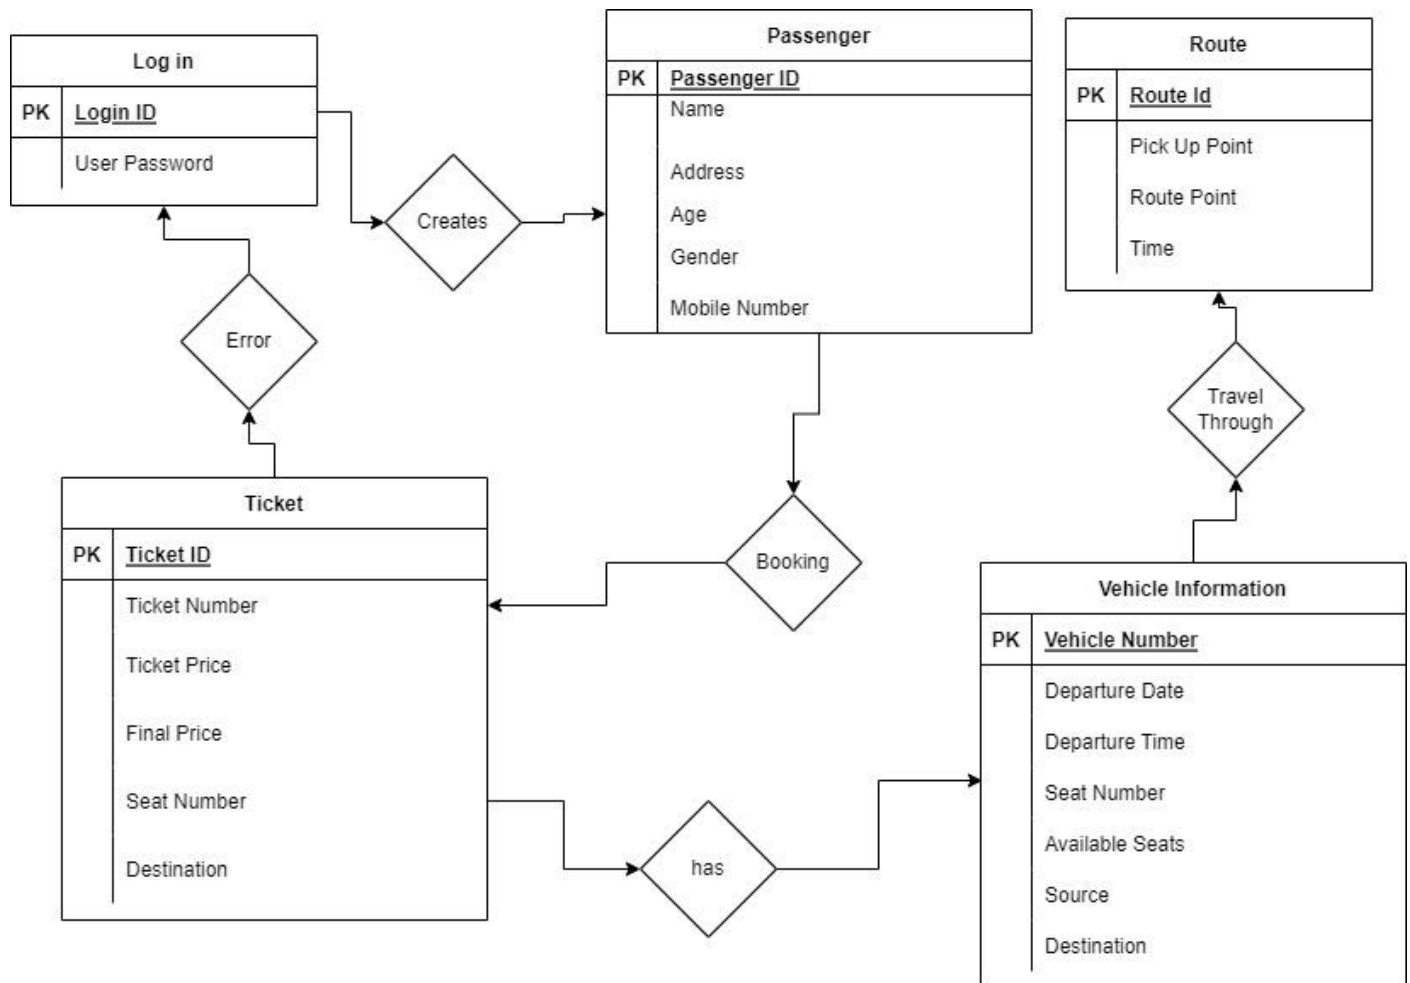 Log in
PK Login ID
User Password
Creates
Passenger
PK Passenger ID
Name
Address
Age
Gender
Mobile Number
Route
PK Route Id
Pick Up Point
Route Point
Time
Error
Travel
Through
Ticket
PK Ticket ID
Ticket Number
Ticket Price
Final Price
Seat Number
Destination
Booking
has
Vehicle Information
PK Vehicle Number
Departure Date
Departure Time
Seat Number
Available Seats
Source
Destination